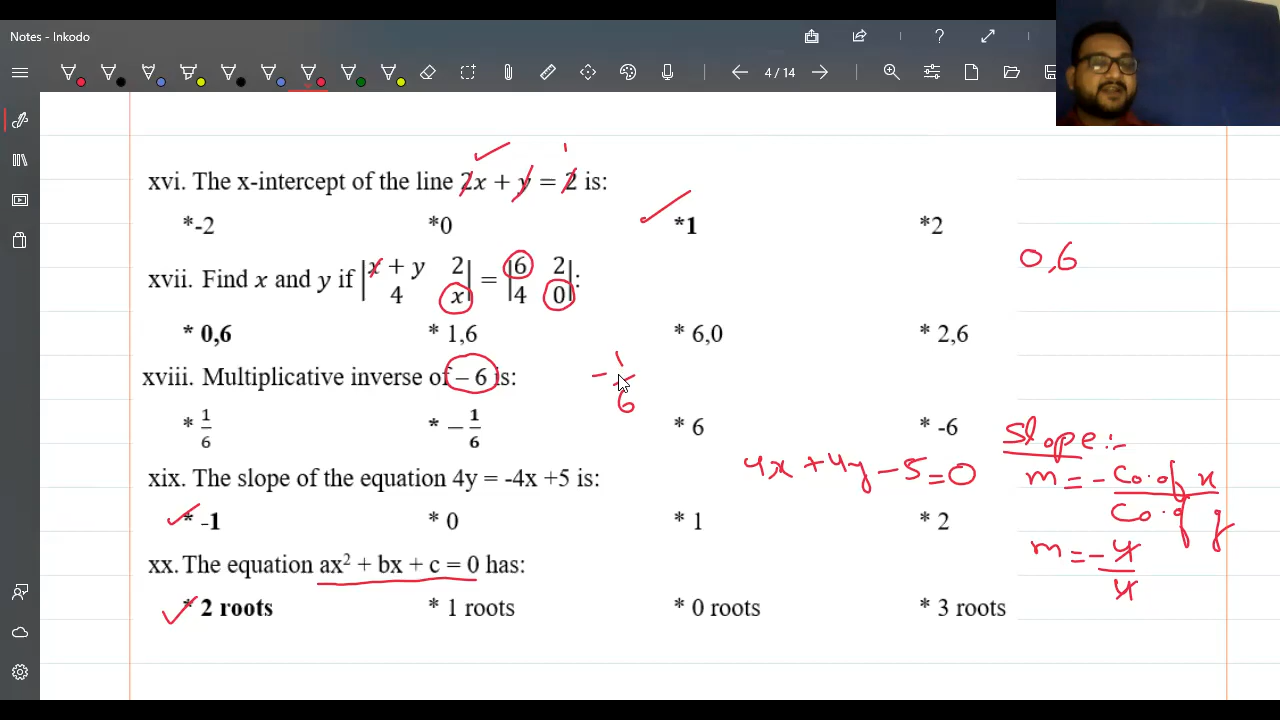 Notes - Inkodo
4 / 14
xvi. The x-intercept of the line 2x + y = 2 is:
1
*-2 *0 *1 *2
xvii. Find x and y if |x + y 2| = |6 2|:
|4 x| |4 0|
0,6
* 0,6 * 1,6 * 6,0 * 2,6
xviii. Multiplicative inverse of – 6 is:
- 1/6
* 1/6 * – 1/6 * 6 * -6
Slope :-
4x + 4y - 5 = 0
m = - Co. of x / Co. of y
xix. The slope of the equation 4y = -4x +5 is:
* -1 * 0 * 1 * 2
m = - 4/4
xx. The equation ax² + bx + c = 0 has:
* 2 roots * 1 roots * 0 roots * 3 roots